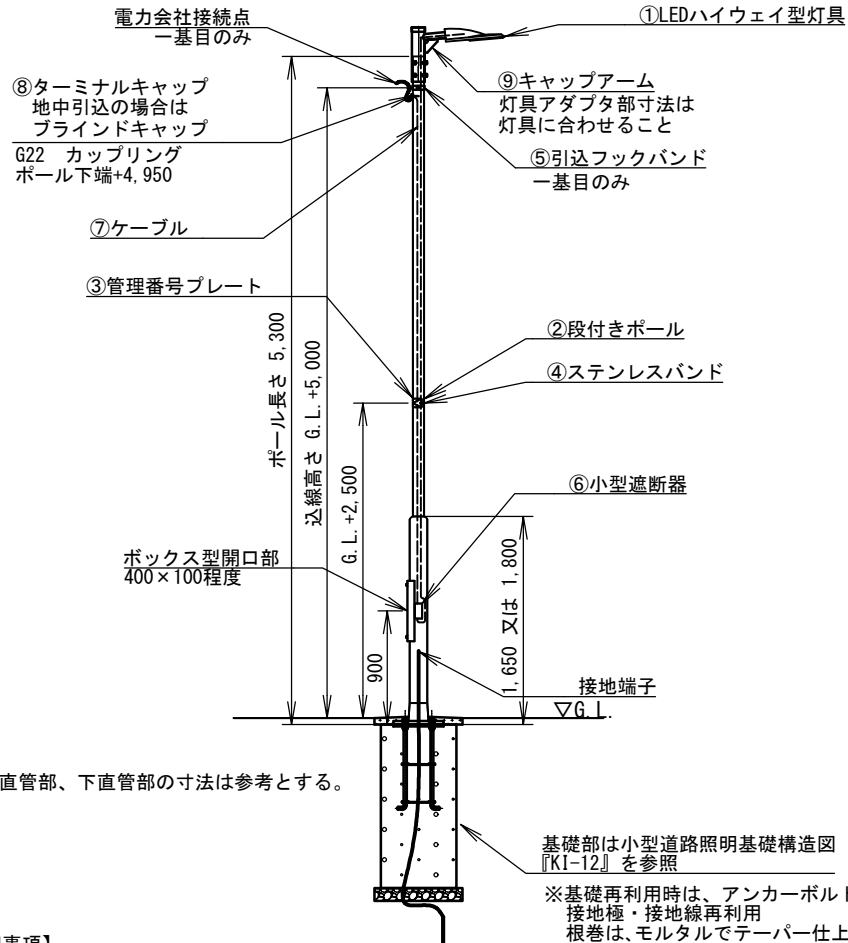 電力会社接続点
一基目のみ
①LEDハイウェイ型灯具
⑧ターミナルキャップ
地中引込の場合は
ブラインドキャップ
G22 カップリング
ポール下端+4,950
⑨キャップアーム
灯具アダプタ部寸法は
灯具に合わせること
⑤引込フックバンド
一基目のみ
⑦ケーブル
③管理番号プレート
②段付きポール
④ステンレスバンド
ポール長さ 5,300
込線高さ G.L.+5,000
G.L.+2,500
⑥小型遮断器
ボックス型開口部
400×100程度
900
1,650 又は 1,800
接地端子
▽G.L.
直管部、下直管部の寸法は参考とする。
基礎部は小型道路照明基礎構造図
『KI-12』を参照
※基礎再利用時は、アンカーボルト
接地極・接地線再利用
根巻は、モルタルでテーパー仕上
事項】